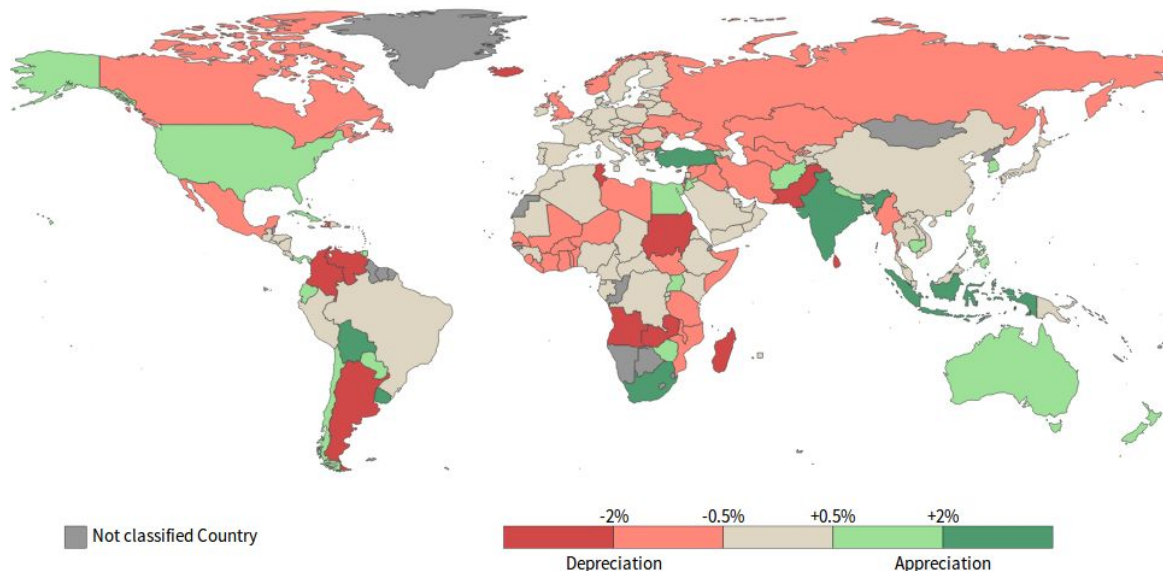 -2%
-0.5%
+0.5%
+2%
Not classified Country
Depreciation
Appreciation